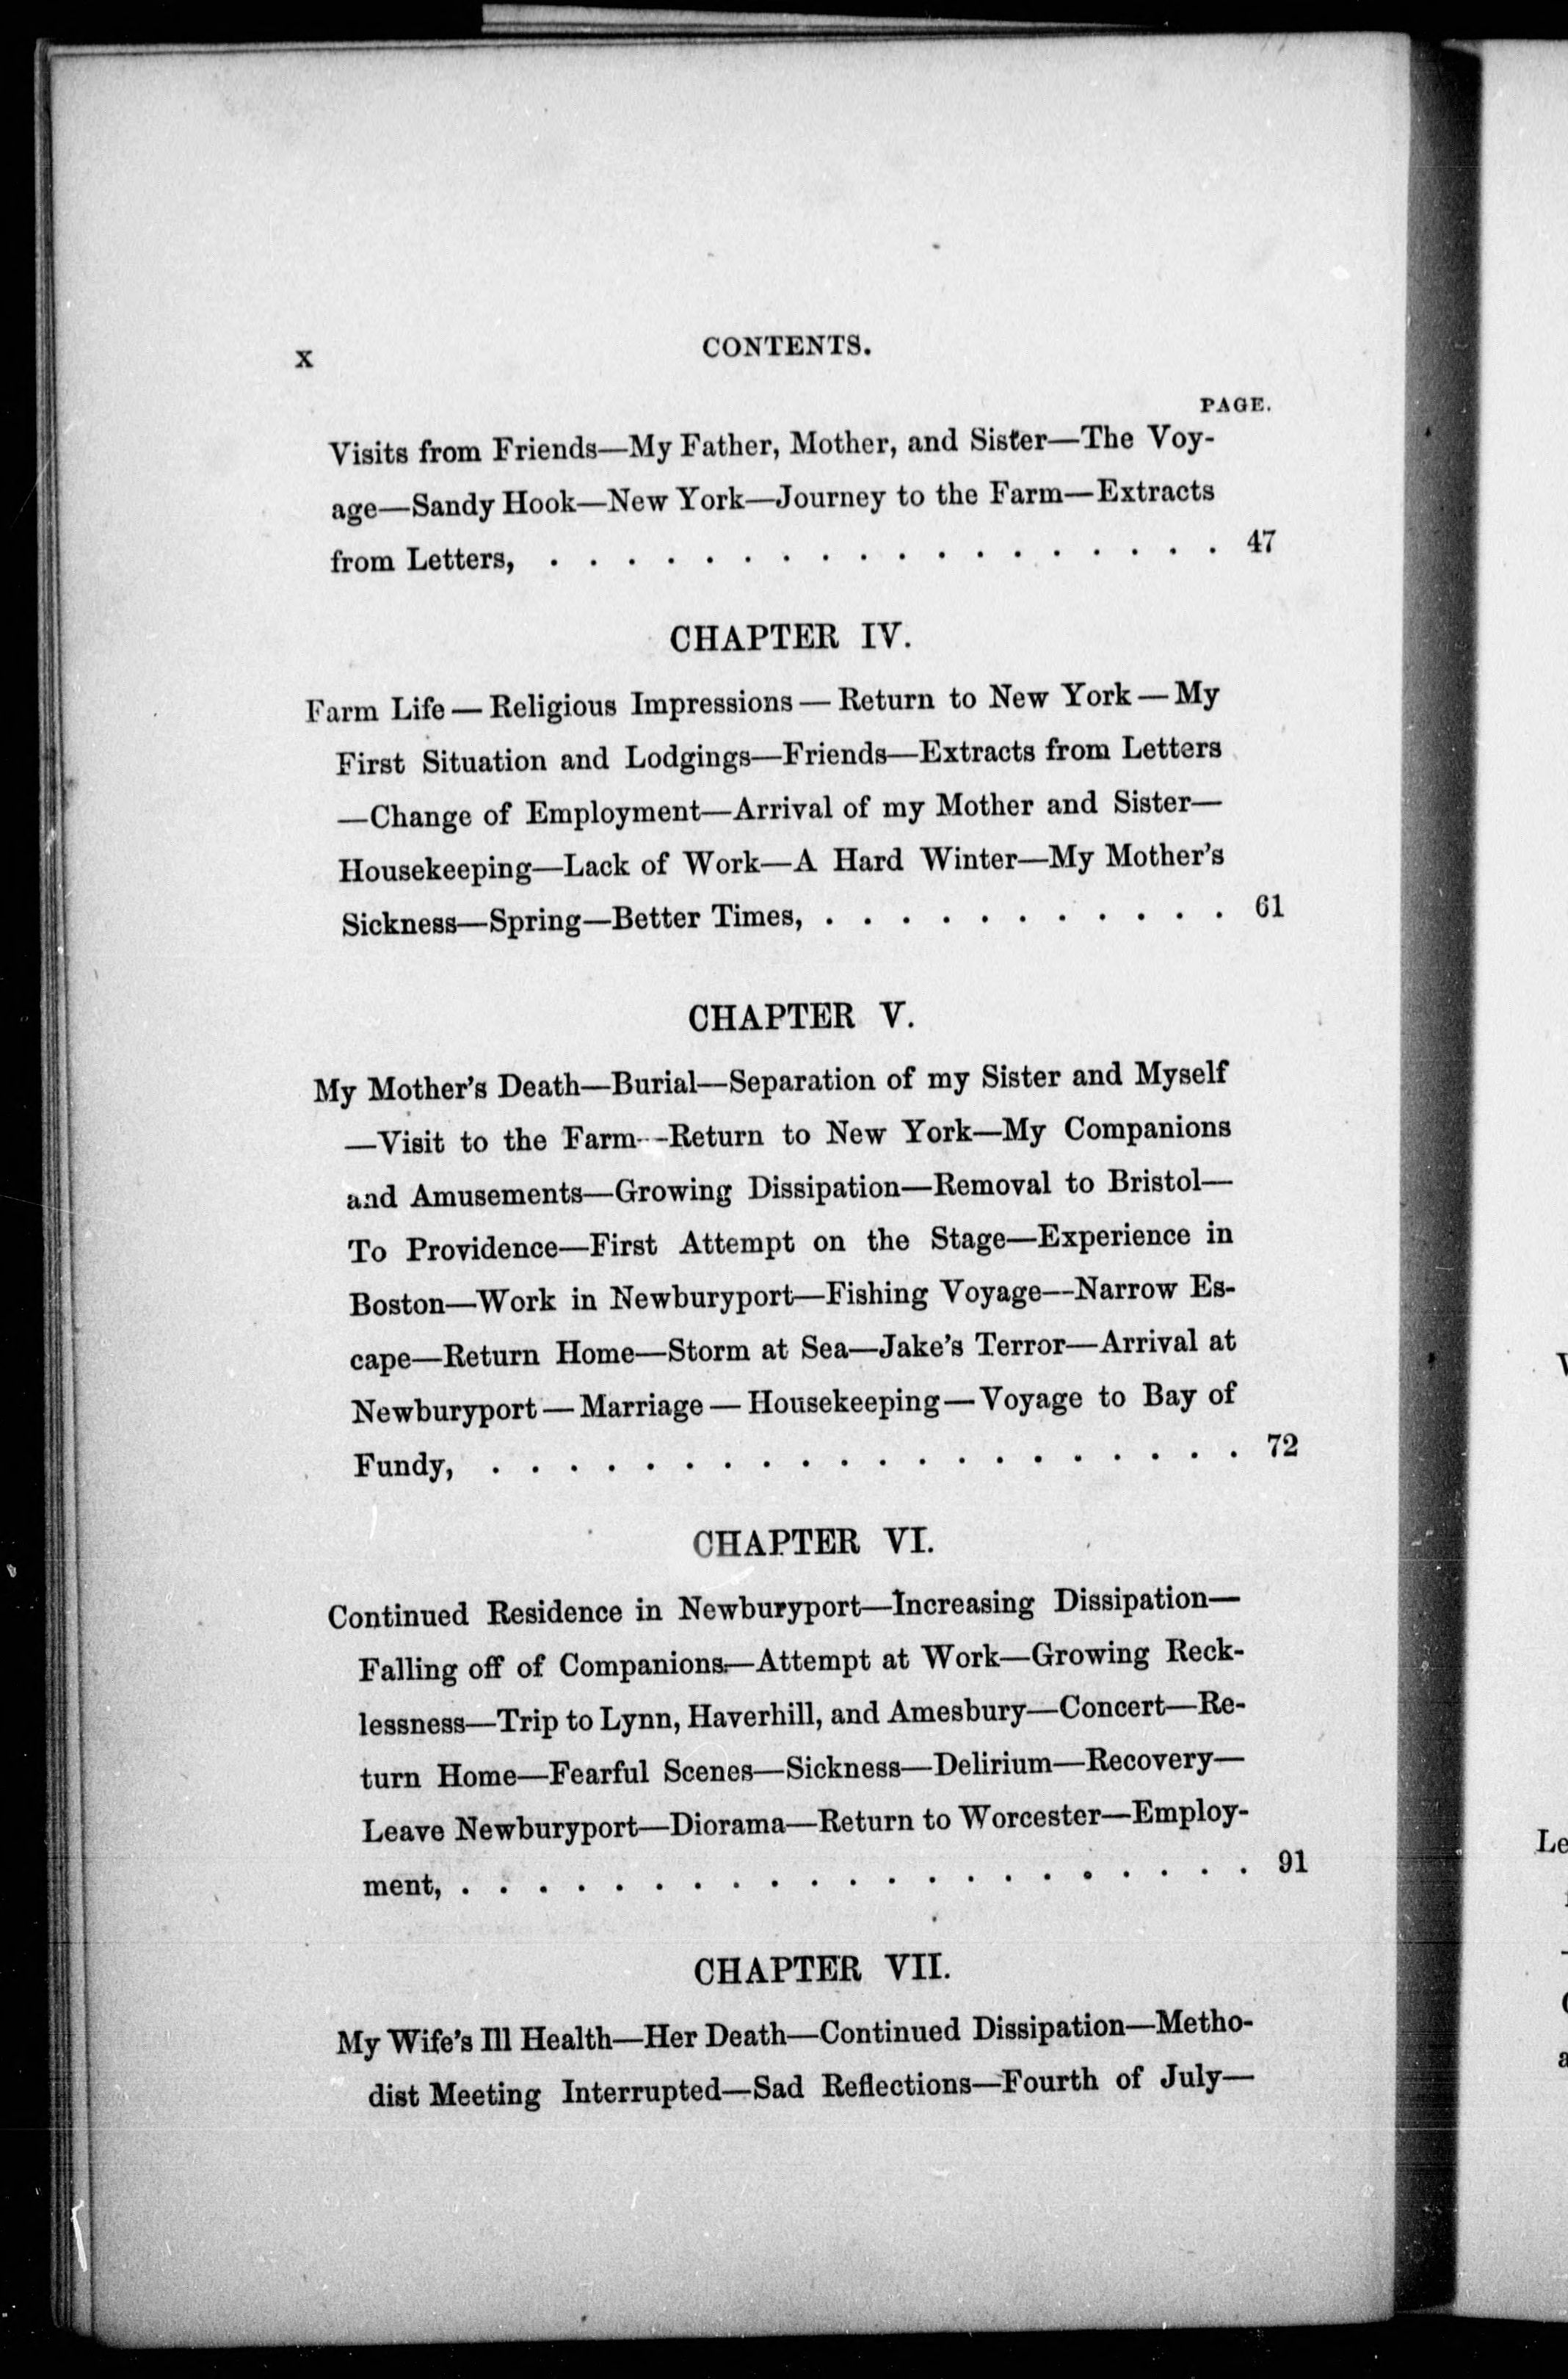 x
CONTENTS.
PAGE.
Visits from Friends—My Father, Mother, and Sister—The Voy-
age—Sandy Hook—New York—Journey to the Farm—Extracts
from Letters, . . . . . . . . . . . . . . . . . . 47
CHAPTER IV.
Farm Life — Religious Impressions — Return to New York — My
First Situation and Lodgings—Friends—Extracts from Letters
—Change of Employment—Arrival of my Mother and Sister—
Housekeeping—Lack of Work—A Hard Winter—My Mother's
Sickness—Spring—Better Times, . . . . . . . . . . . 61
CHAPTER V.
My Mother's Death—Burial—Separation of my Sister and Myself
—Visit to the Farm—Return to New York—My Companions
and Amusements—Growing Dissipation—Removal to Bristol—
To Providence—First Attempt on the Stage—Experience in
Boston—Work in Newburyport—Fishing Voyage—Narrow Es-
cape—Return Home—Storm at Sea—Jake's Terror—Arrival at
Newburyport — Marriage — Housekeeping — Voyage to Bay of
Fundy, . . . . . . . . . . . . . . . . . . . . 72
CHAPTER VI.
Continued Residence in Newburyport—Increasing Dissipation—
Falling off of Companions—Attempt at Work—Growing Reck-
lessness—Trip to Lynn, Haverhill, and Amesbury—Concert—Re-
turn Home—Fearful Scenes—Sickness—Delirium—Recovery—
Leave Newburyport—Diorama—Return to Worcester—Employ-
ment, . . . . . . . . . . . . . . . . . . . . . 91
CHAPTER VII.
My Wife's Ill Health—Her Death—Continued Dissipation—Metho-
dist Meeting Interrupted—Sad Reflections—Fourth of July—